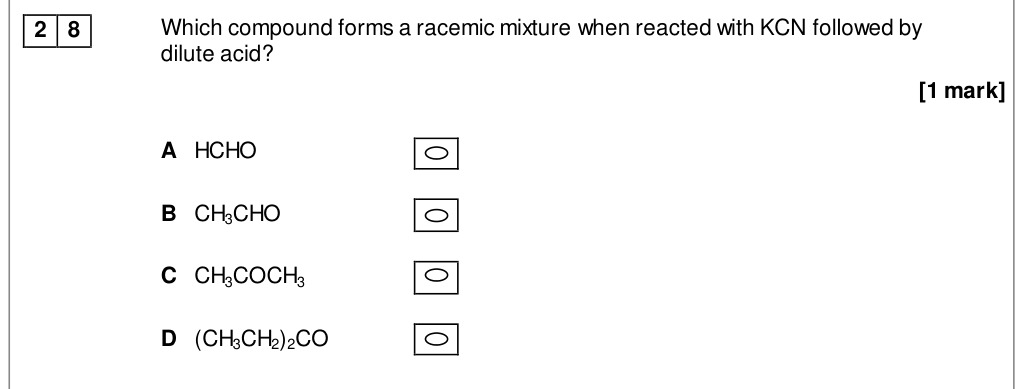 2 8 Which compound forms a racemic mixture when reacted with KCN followed by
dilute acid?
[1 mark]
A HCHO
B CH₃CHO
C CH₃COCH₃
D (CH₃CH₂)₂CO